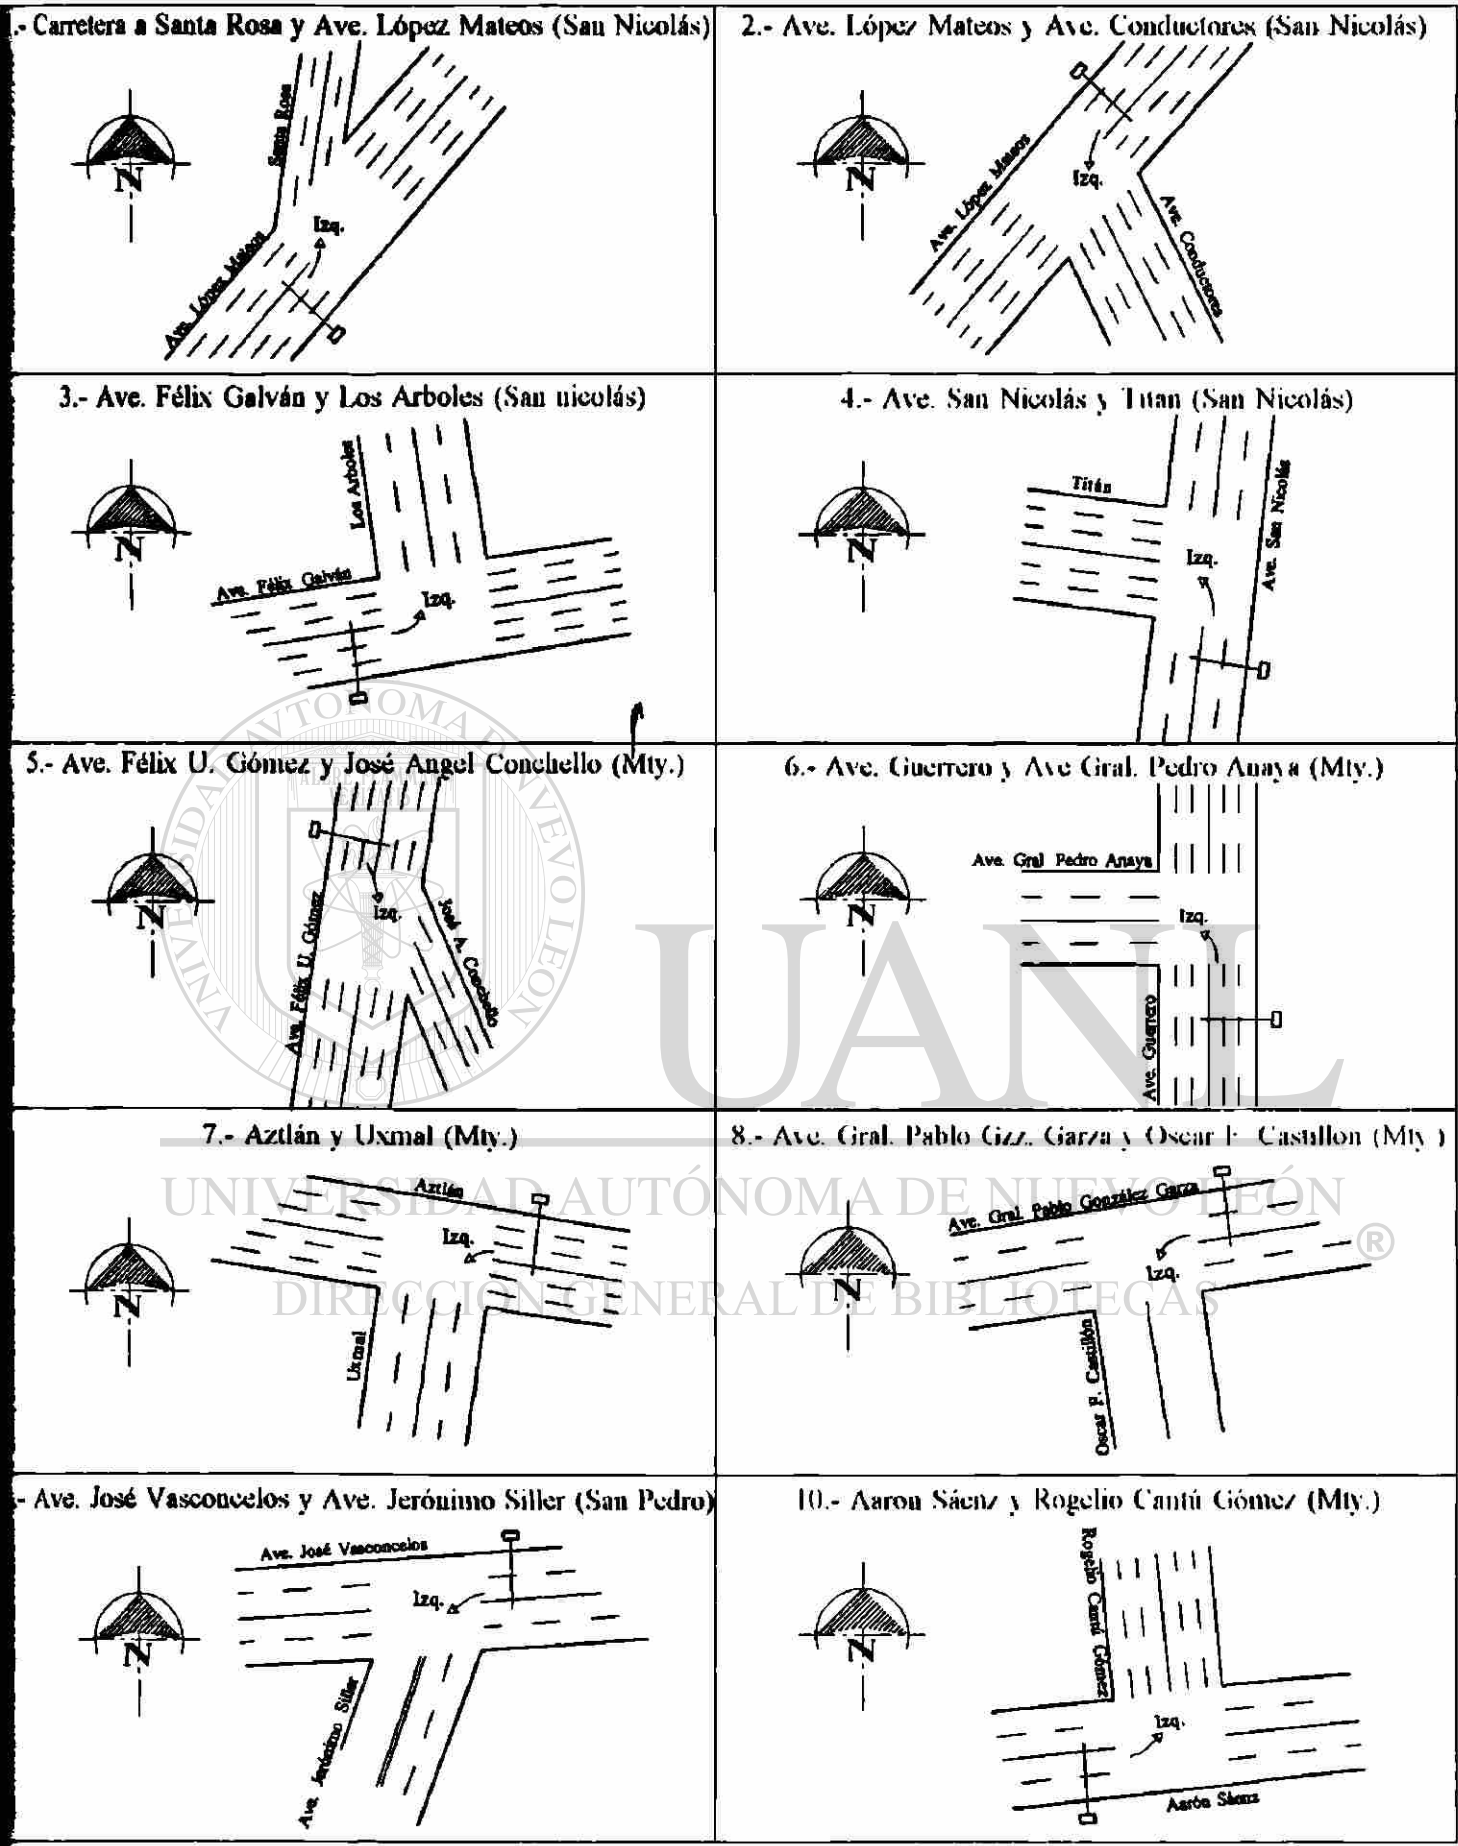 .- Carretera a Santa Rosa y Ave. López Mateos (San Nicolás)
Santa Rosa
Izq.
Ave. López Mateos
N
2.- Ave. López Mateos y Ave. Conductores (San Nicolás)
Ave. López Mateos
Izq.
Ave. Conductores
N
3.- Ave. Félix Galván y Los Arboles (San nicolás)
Los Arboles
Ave. Félix Galván
Izq.
N
4.- Ave. San Nicolás y Titan (San Nicolás)
Titán
Izq.
Ave. San Nicolás
N
5.- Ave. Félix U. Gómez y José Angel Conchello (Mty.)
Izq.
Ave. Félix U. Gómez
José A. Conchello
N
6.- Ave. Guerrero y Ave Gral. Pedro Anaya (Mty.)
Ave. Gral Pedro Anaya
Izq.
Ave. Guerrero
N
7.- Aztlán y Uxmal (Mty.)
Aztlán
Izq.
Uxmal
N
8.- Ave. Gral. Pablo Gzz. Garza y Oscar F. Castillon (Mty.)
Ave. Gral. Pablo González Garza
Izq.
Oscar F. Castillón
N
.- Ave. José Vasconcelos y Ave. Jerónimo Siller (San Pedro)
Ave. José Vasconcelos
Izq.
Ave. Jerónimo Siller
N
10.- Aaron Sáenz y Rogelio Cantú Gómez (Mty.)
Rogelio Cantú Gómez
Izq.
Aarón Sáenz
N
UNIVERSIDAD AUTONOMA DE NUEVO LEON
UANL
UNIVERSIDAD AUTÓNOMA DE NUEVO LEÓN
®
DIRECCIÓN GENERAL DE BIBLIOTECAS